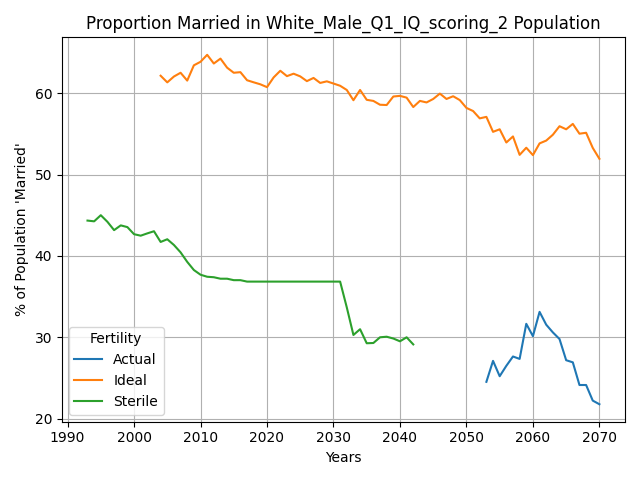 Proportion Married in White_Male_Q1_IQ_scoring_2 Population
% of Population 'Married'
60
50
40
30
20
Fertility
Actual
Ideal
Sterile
1990 2000 2010 2020 2030 2040 2050 2060 2070
Years